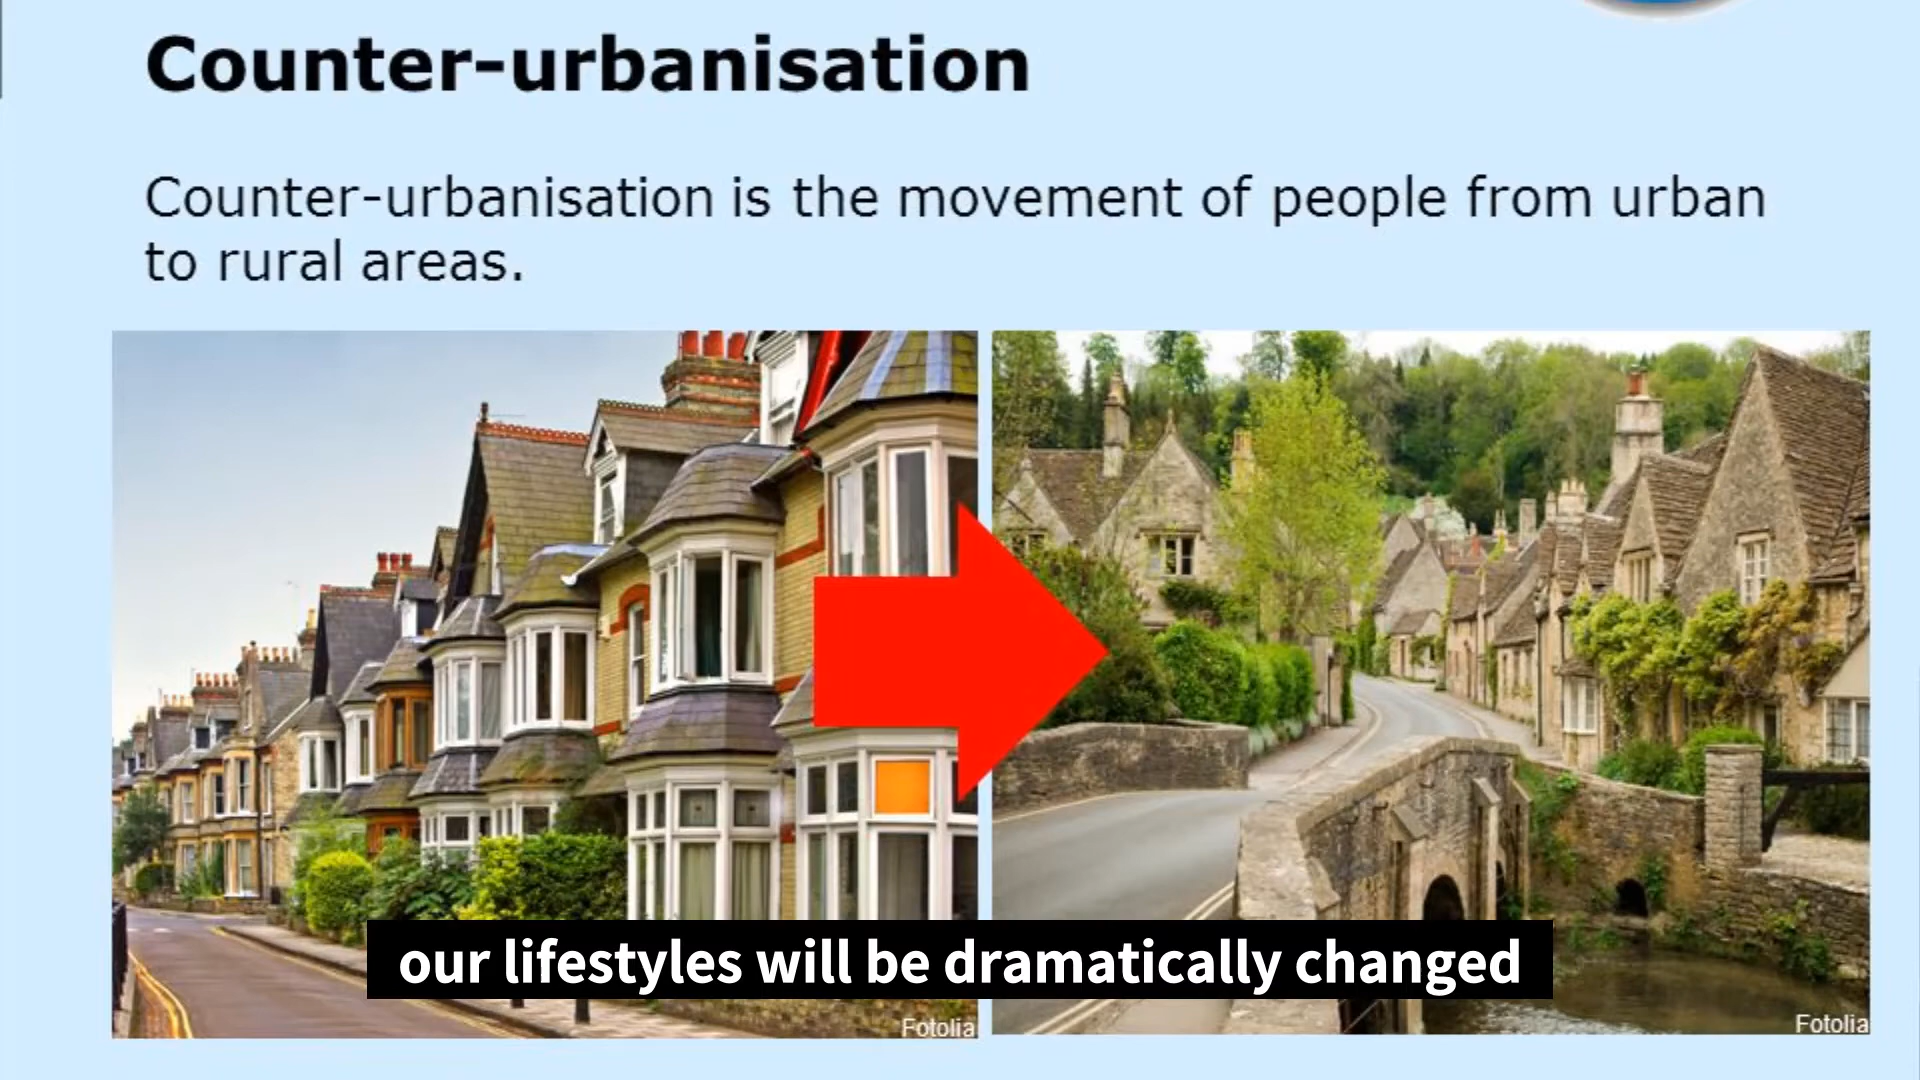 Counter-urbanisation
Counter-urbanisation is the movement of people from urban
to rural areas.
our lifestyles will be dramatically changed
Fotolia
Fotolia